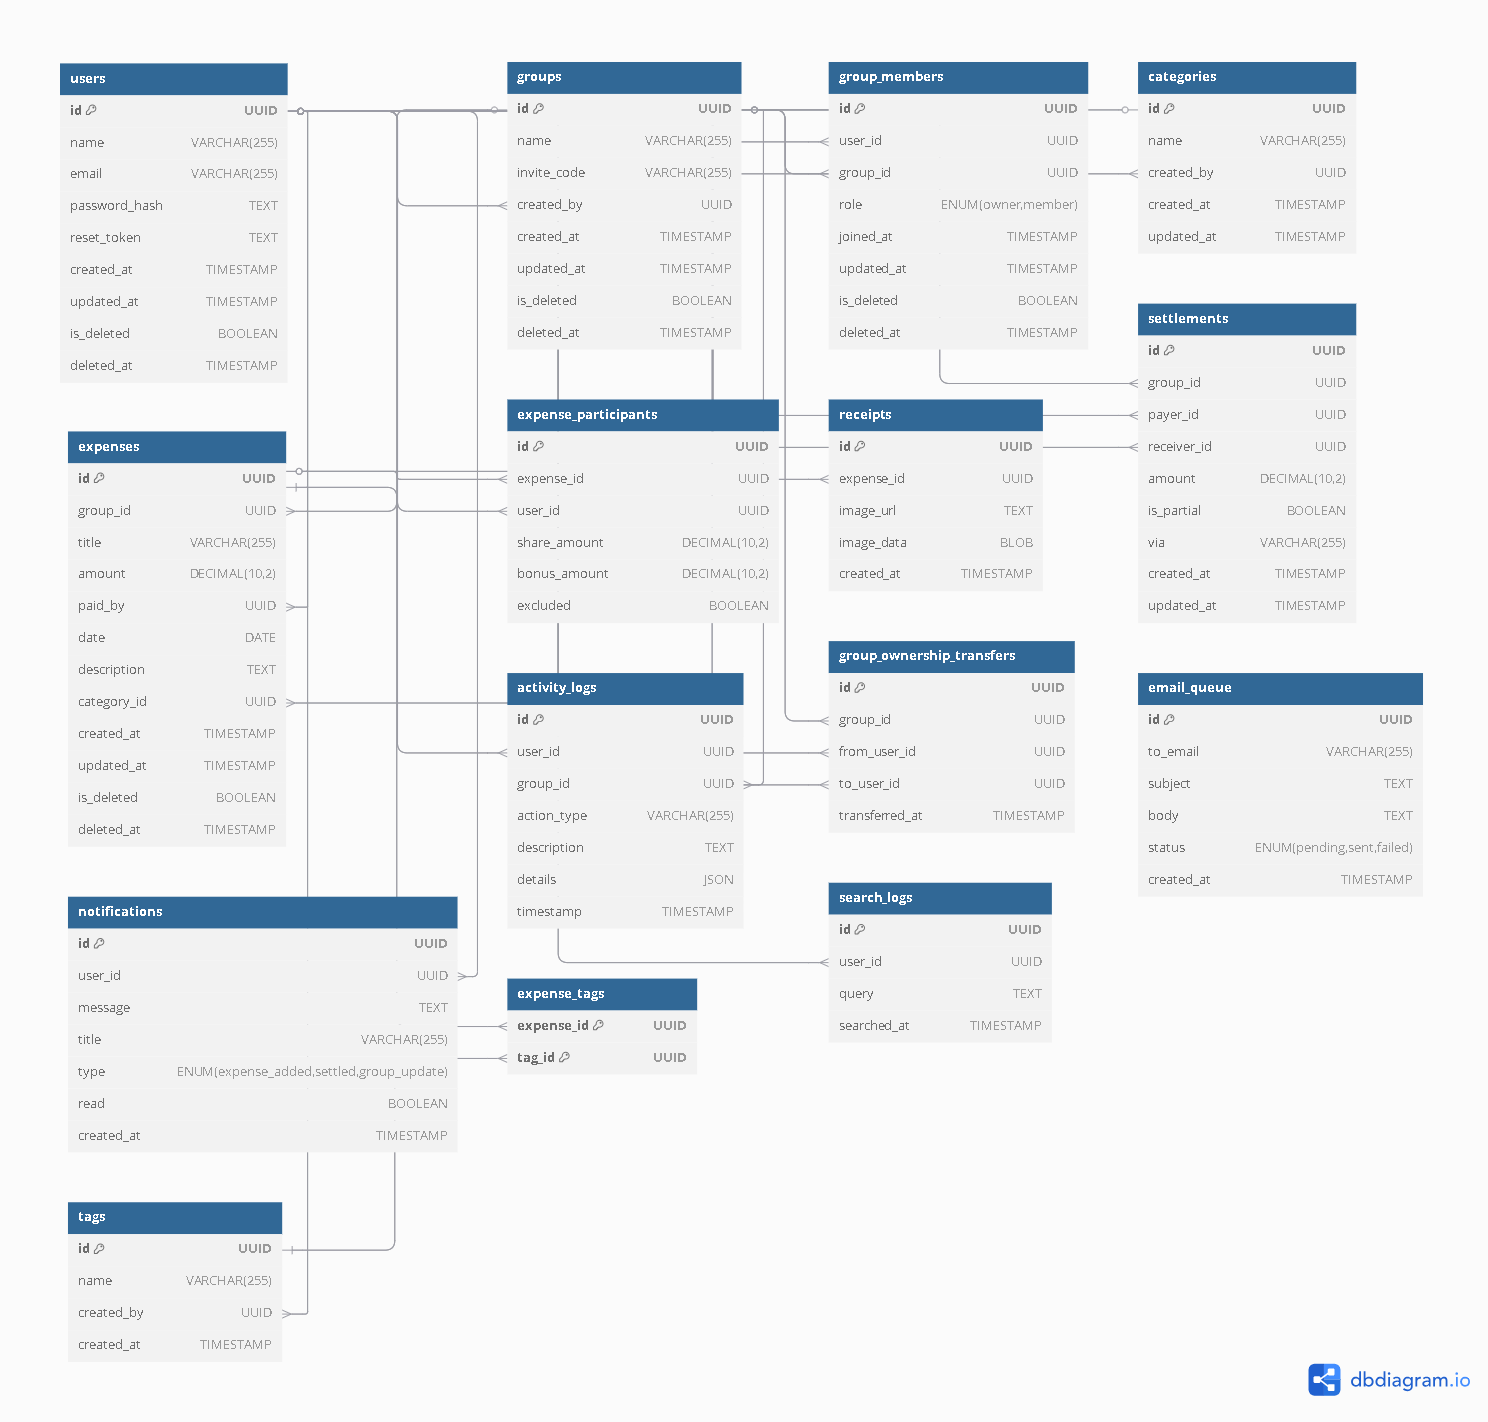 users
id UUID
name VARCHAR(255)
email VARCHAR(255)
password_hash TEXT
reset_token TEXT
created_at TIMESTAMP
updated_at TIMESTAMP
is_deleted BOOLEAN
deleted_at TIMESTAMP
groups
id UUID
name VARCHAR(255)
invite_code VARCHAR(255)
created_by UUID
created_at TIMESTAMP
updated_at TIMESTAMP
is_deleted BOOLEAN
deleted_at TIMESTAMP
group_members
id UUID
user_id UUID
group_id UUID
role ENUM(owner,member)
joined_at TIMESTAMP
updated_at TIMESTAMP
is_deleted BOOLEAN
deleted_at TIMESTAMP
categories
id UUID
name VARCHAR(255)
created_by UUID
created_at TIMESTAMP
updated_at TIMESTAMP
settlements
id UUID
group_id UUID
payer_id UUID
receiver_id UUID
amount DECIMAL(10,2)
is_partial BOOLEAN
via VARCHAR(255)
created_at TIMESTAMP
updated_at TIMESTAMP
expenses
id UUID
group_id UUID
title VARCHAR(255)
amount DECIMAL(10,2)
paid_by UUID
date DATE
description TEXT
category_id UUID
created_at TIMESTAMP
updated_at TIMESTAMP
is_deleted BOOLEAN
deleted_at TIMESTAMP
expense_participants
id UUID
expense_id UUID
user_id UUID
share_amount DECIMAL(10,2)
bonus_amount DECIMAL(10,2)
excluded BOOLEAN
receipts
id UUID
expense_id UUID
image_url TEXT
image_data BLOB
created_at TIMESTAMP
group_ownership_transfers
id UUID
group_id UUID
from_user_id UUID
to_user_id UUID
transferred_at TIMESTAMP
email_queue
id UUID
to_email VARCHAR(255)
subject TEXT
body TEXT
status ENUM(pending,sent,failed)
created_at TIMESTAMP
activity_logs
id UUID
user_id UUID
group_id UUID
action_type VARCHAR(255)
description TEXT
details JSON
timestamp TIMESTAMP
search_logs
id UUID
user_id UUID
query TEXT
searched_at TIMESTAMP
notifications
id UUID
user_id UUID
message TEXT
title VARCHAR(255)
type ENUM(expense_added,settled,group_update)
read BOOLEAN
created_at TIMESTAMP
expense_tags
expense_id UUID
tag_id UUID
tags
id UUID
name VARCHAR(255)
created_by UUID
created_at TIMESTAMP
dbdiagram.io